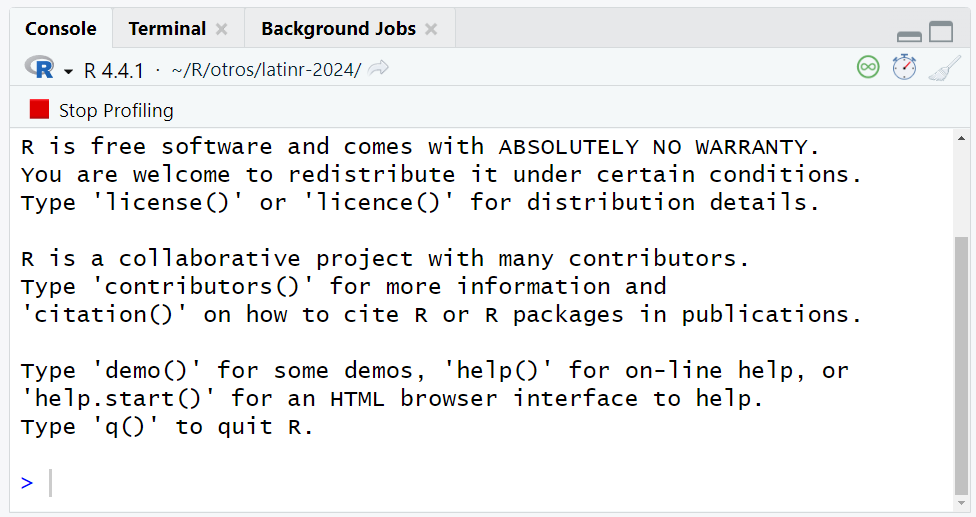 Console Terminal Background Jobs
R R 4.4.1 · ~/R/otros/latinr-2024/
Stop Profiling
R is free software and comes with ABSOLUTELY NO WARRANTY.
You are welcome to redistribute it under certain conditions.
Type 'license()' or 'licence()' for distribution details.
R is a collaborative project with many contributors.
Type 'contributors()' for more information and
'citation()' on how to cite R or R packages in publications.
Type 'demo()' for some demos, 'help()' for on-line help, or
'help.start()' for an HTML browser interface to help.
Type 'q()' to quit R.
>